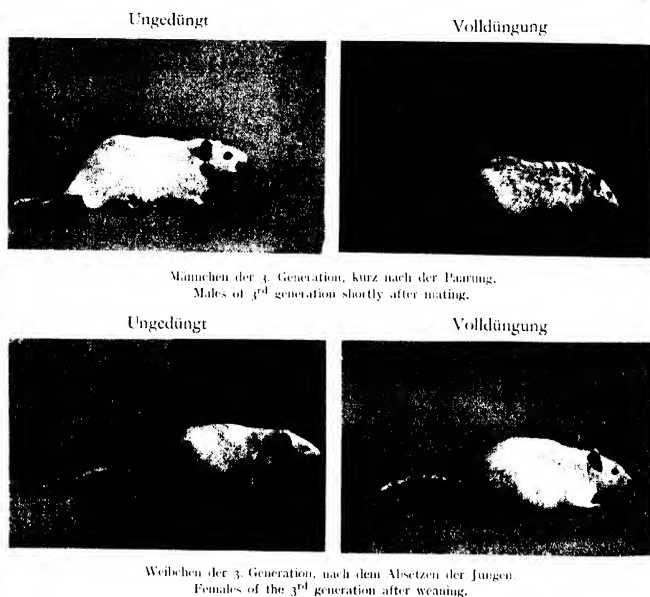 Ungedüngt
Volldüngung
Männchen der 3. Generation, kurz nach der Paarung.
Males of 3rd generation shortly after mating.
Ungedüngt
Volldüngung
Weibchen der 3. Generation, nach dem Absetzen der Jungen.
Females of the 3rd generation after weaning.